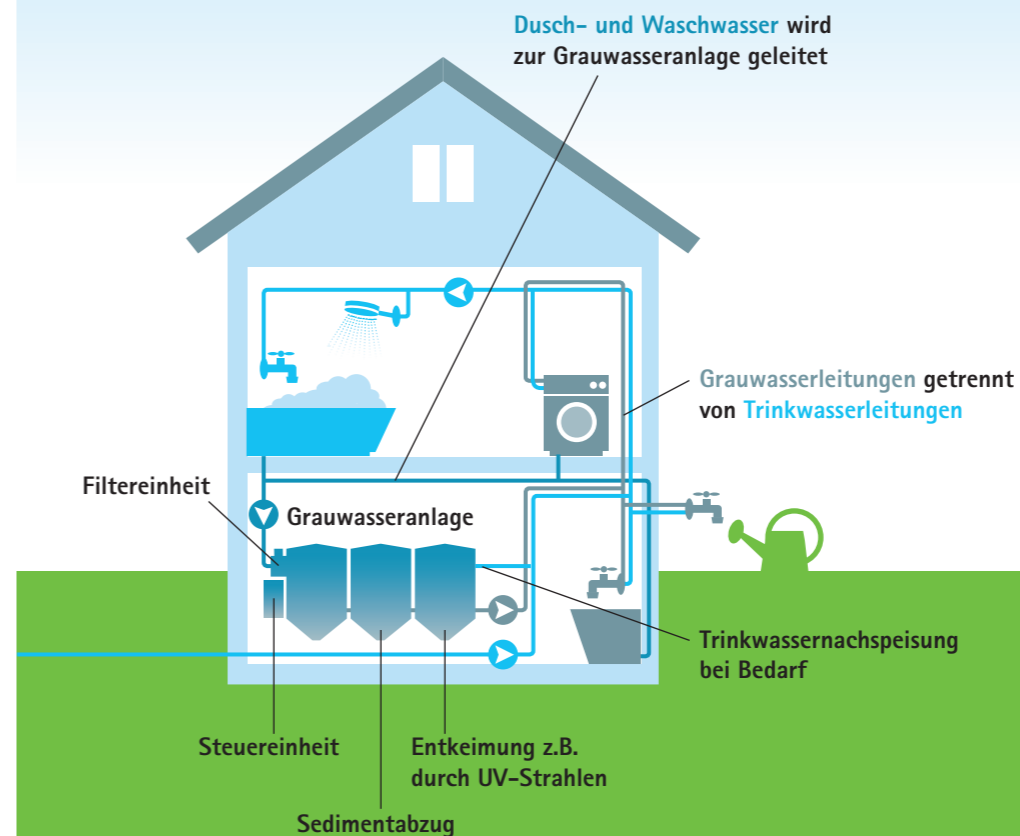 Dusch- und Waschwasser wird
zur Grauwasseranlage geleitet
Grauwasserleitungen getrennt
von Trinkwasserleitungen
Filtereinheit
Grauwasseranlage
Trinkwassernachspeisung
bei Bedarf
Steuereinheit
Entkeimung z.B.
durch UV-Strahlen
Sedimentabzug